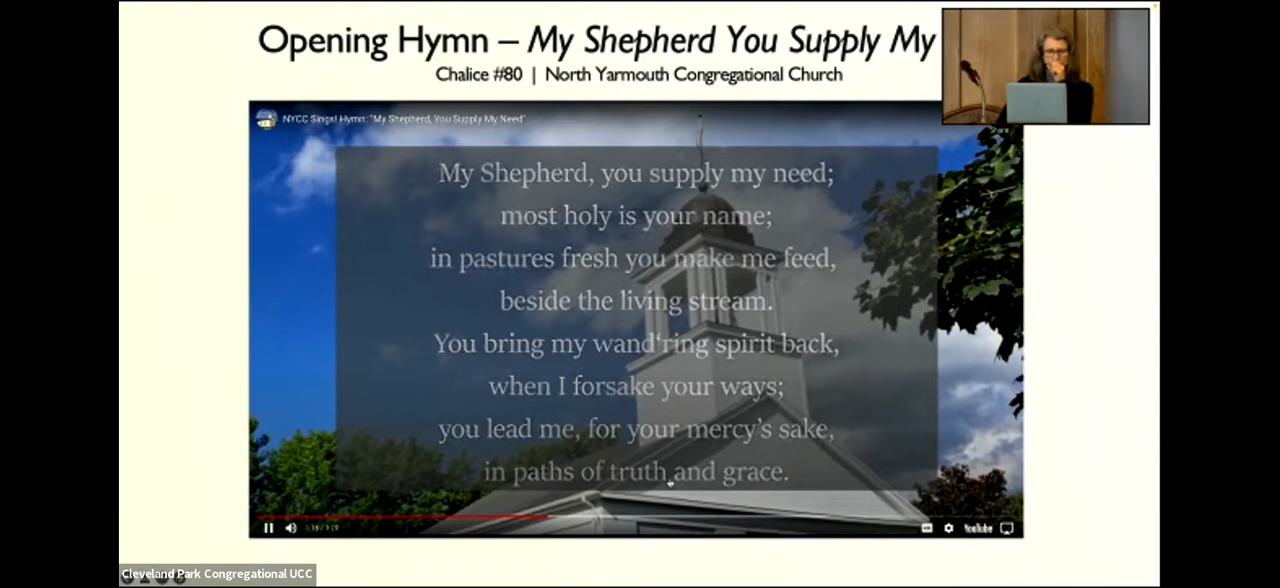 Opening Hymn – My Shepherd You Supply My
Chalice #80 | North Yarmouth Congregational Church
NYCC Sings! Hymn: "My Shepherd, You Supply My Need"
My Shepherd, you supply my need;
most holy is your name;
in pastures fresh you make me feed,
beside the living stream.
You bring my wand‘ring spirit back,
when I forsake your ways;
you lead me, for your mercy’s sake,
in paths of truth and grace.
YouTube
Cleveland Park Congregational UCC